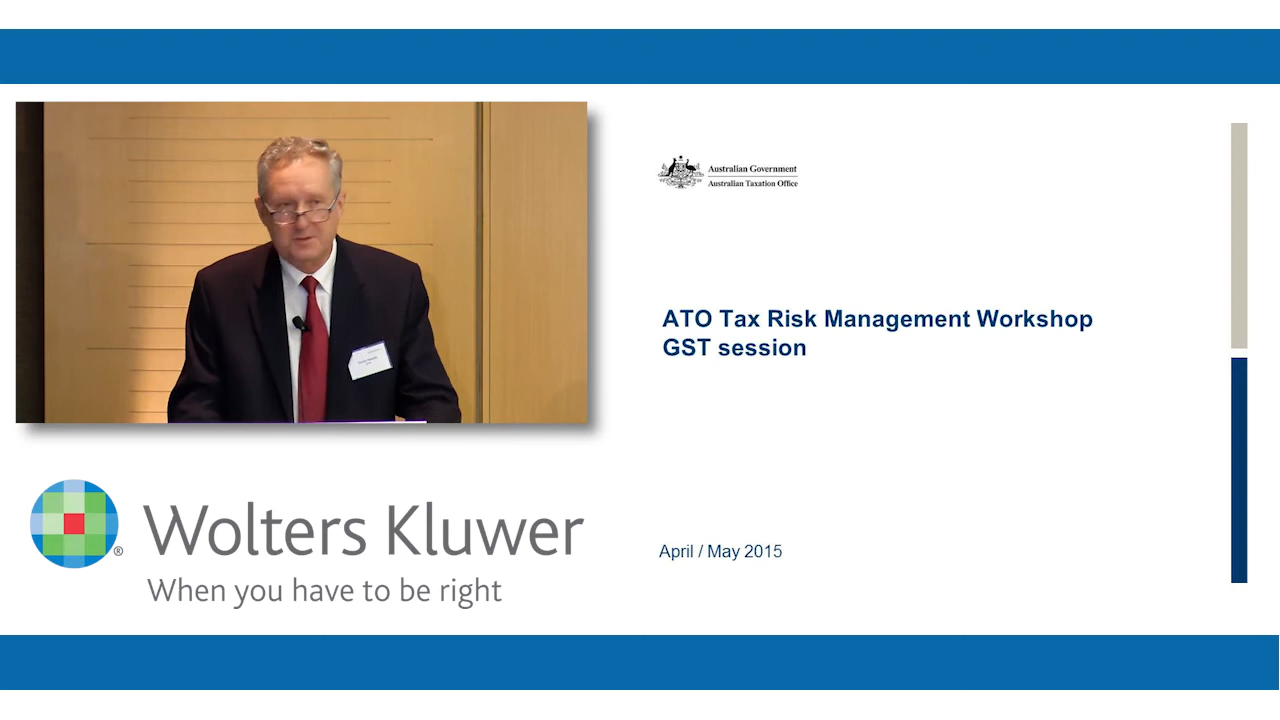 Australian Government
Australian Taxation Office
ATO Tax Risk Management Workshop
GST session
April / May 2015
Wolters Kluwer
®
When you have to be right